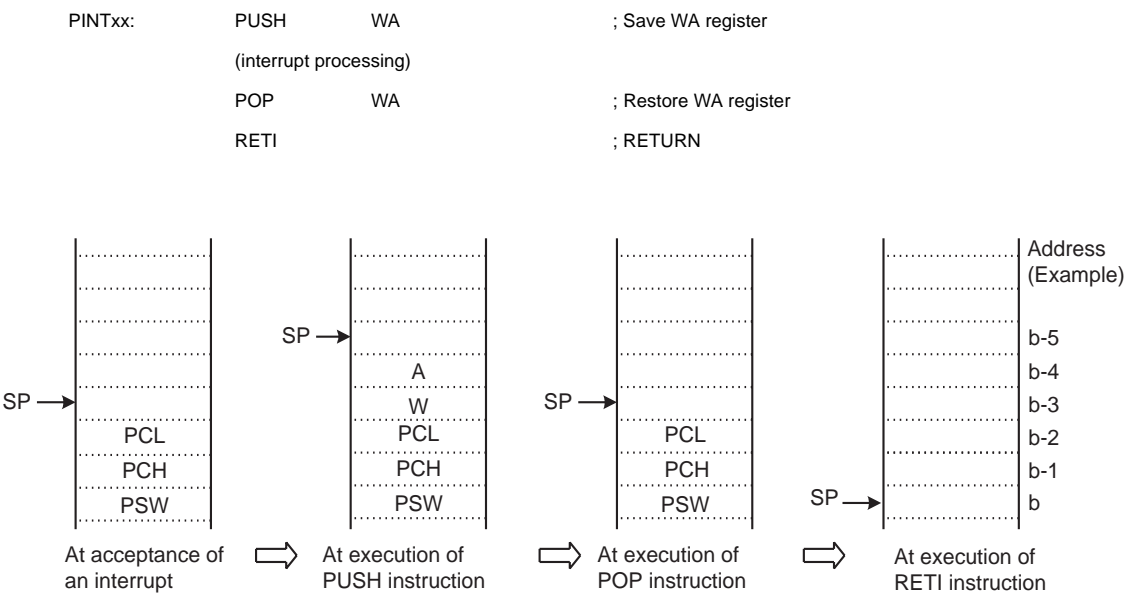 PINTxx: PUSH WA ; Save WA register
(interrupt processing)
POP WA ; Restore WA register
RETI ; RETURN
Address
(Example)
SP
b-5
A
b-4
SP
W
SP
b-3
PCL
PCL
PCL
b-2
PCH
PCH
PCH
b-1
PSW
PSW
PSW
SP
b
At acceptance of
an interrupt
At execution of
PUSH instruction
At execution of
POP instruction
At execution of
RETI instruction